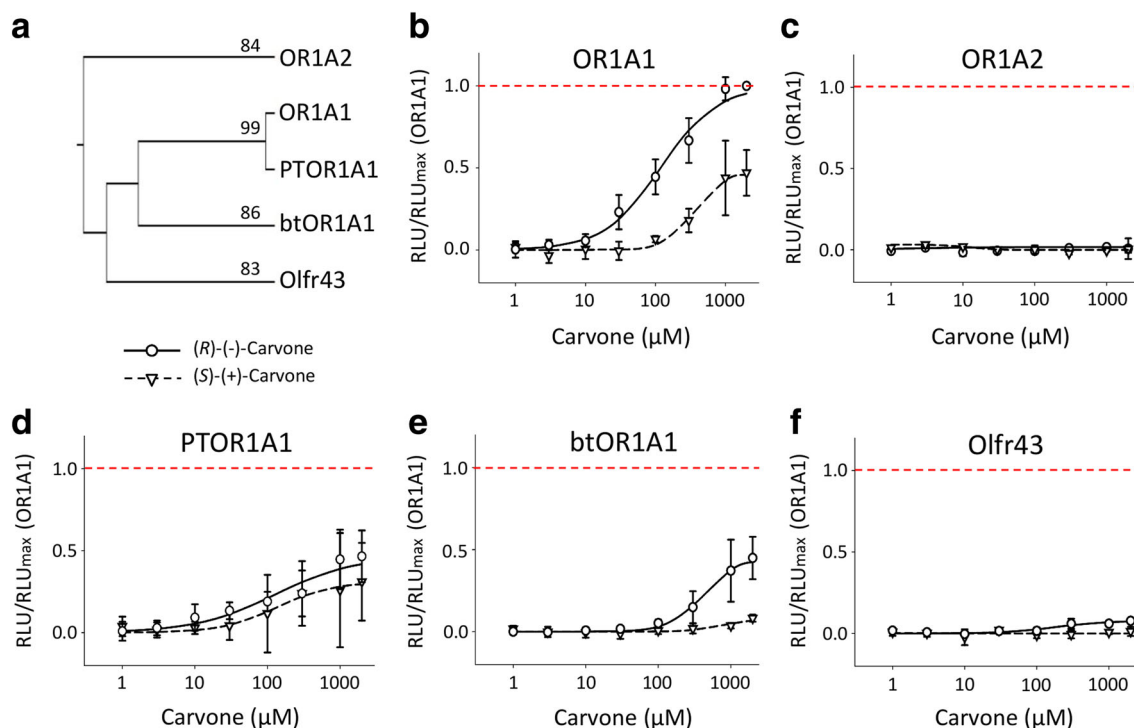 a
84
OR1A2
OR1A1
99
PTOR1A1
86
btOR1A1
83
Olfr43
(R)-(-)-Carvone
(S)-(+)-Carvone
b
OR1A1
RLU/RLUmax (OR1A1)
1.0
0.5
0.0
1 10 100 1000
Carvone (µM)
c
OR1A2
RLU/RLUmax (OR1A1)
1.0
0.5
0.0
1 10 100 1000
Carvone (µM)
d
PTOR1A1
RLU/RLUmax (OR1A1)
1.0
0.5
0.0
1 10 100 1000
Carvone (µM)
e
btOR1A1
RLU/RLUmax (OR1A1)
1.0
0.5
0.0
1 10 100 1000
Carvone (µM)
f
Olfr43
RLU/RLUmax (OR1A1)
1.0
0.5
0.0
1 10 100 1000
Carvone (µM)